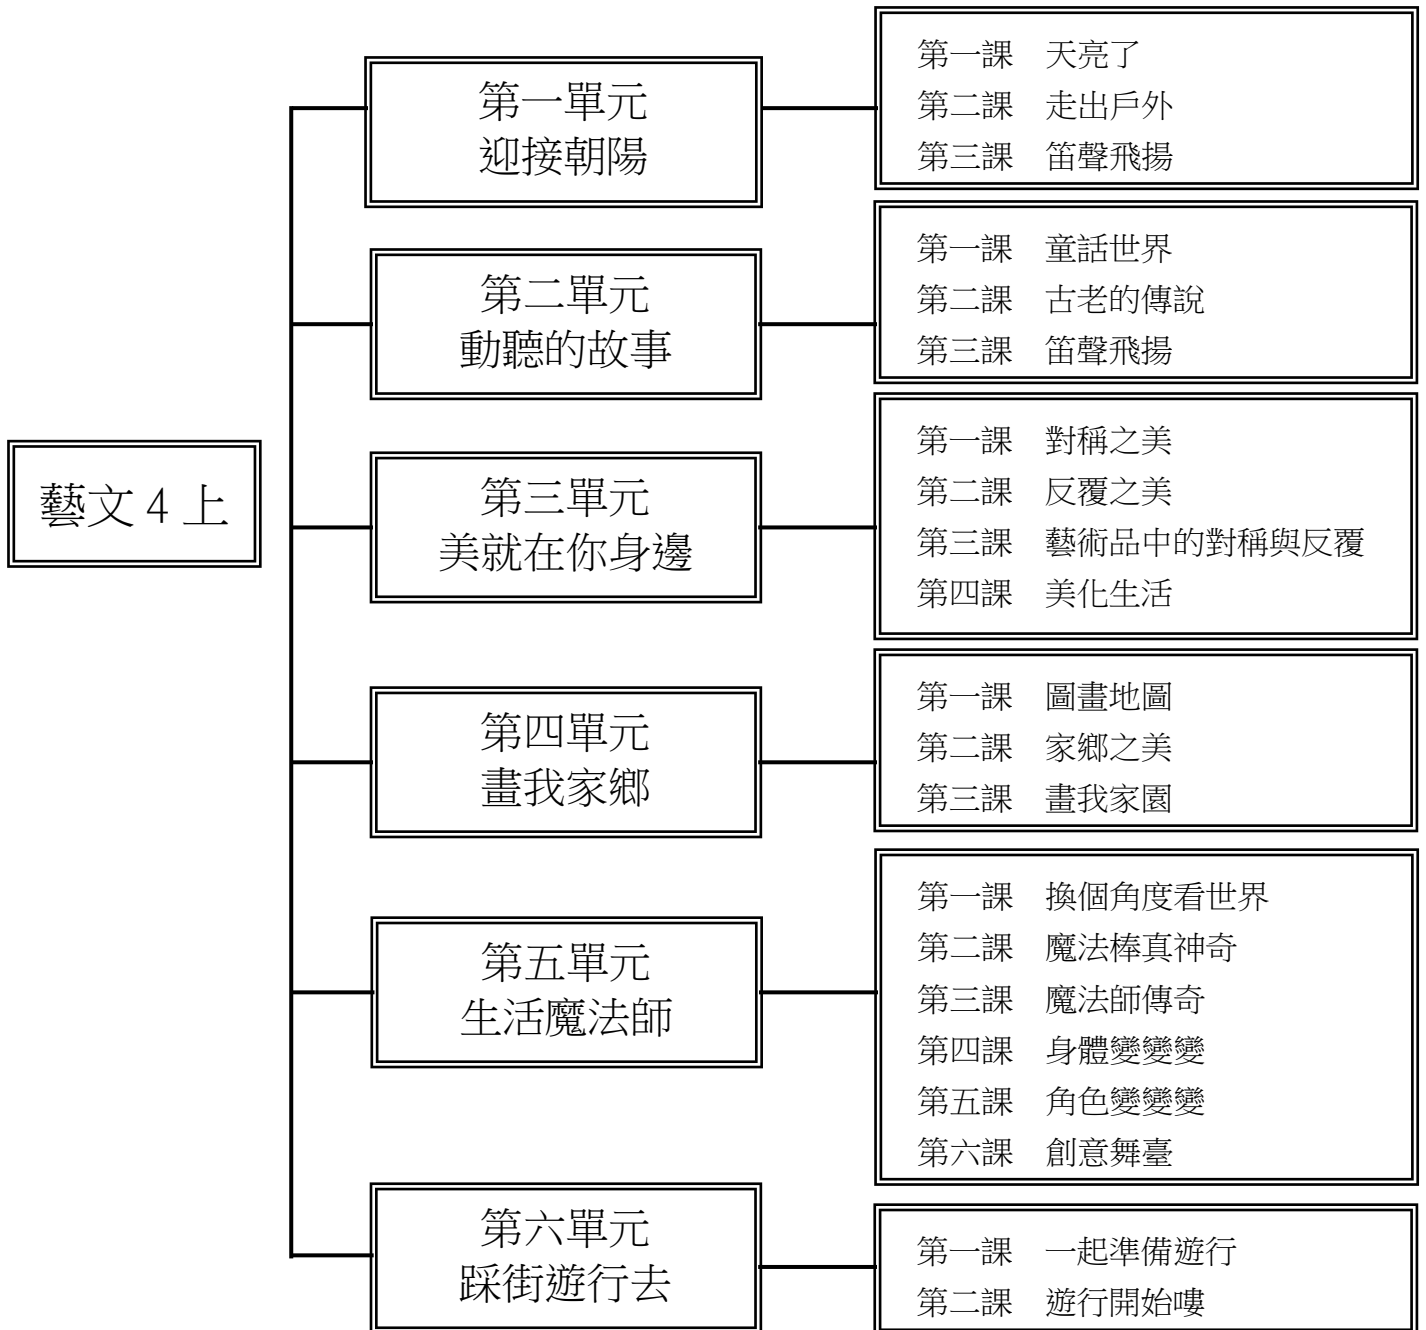 藝文 4 上
第一單元
迎接朝陽
第一課　天亮了
第二課　走出戶外
第三課　笛聲飛揚
第二單元
動聽的故事
第一課　童話世界
第二課　古老的傳說
第三課　笛聲飛揚
第三單元
美就在你身邊
第一課　對稱之美
第二課　反覆之美
第三課　藝術品中的對稱與反覆
第四課　美化生活
第四單元
畫我家鄉
第一課　圖畫地圖
第二課　家鄉之美
第三課　畫我家園
第五單元
生活魔法師
第一課　換個角度看世界
第二課　魔法棒真神奇
第三課　魔法師傳奇
第四課　身體變變變
第五課　角色變變變
第六課　創意舞臺
第六單元
踩街遊行去
第一課　一起準備遊行
第二課　遊行開始嘍